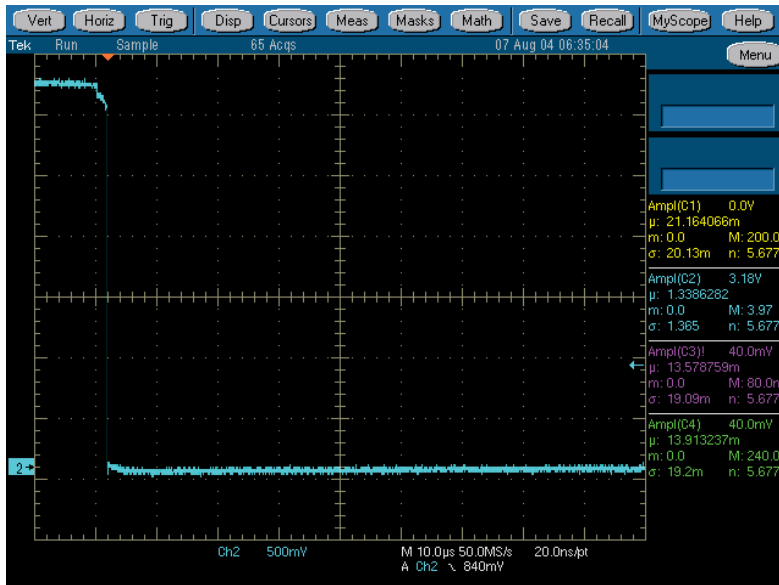 Vert Horiz Trig Disp Cursors Meas Masks Math Save Recall MyScope Help
Tek Run Sample 65 Acqs 07 Aug 04 06:35:04
Menu
Ampl(C1) 0.0V
µ: 21.164066m
m: 0.0 M: 200.0
σ: 20.13m n: 5.677
Ampl(C2) 3.18V
µ: 1.3386282
m: 0.0 M: 3.97
σ: 1.365 n: 5.677
Ampl(C3)! 40.0mV
µ: 13.578759m
m: 0.0 M: 80.0n
σ: 19.09m n: 5.677
Ampl(C4) 40.0mV
µ: 13.913237m
m: 0.0 M: 240.0
σ: 19.2m n: 5.677
2
Ch2 500mV M 10.0µs 50.0MS/s 20.0ns/pt
A Ch2 \ 840mV